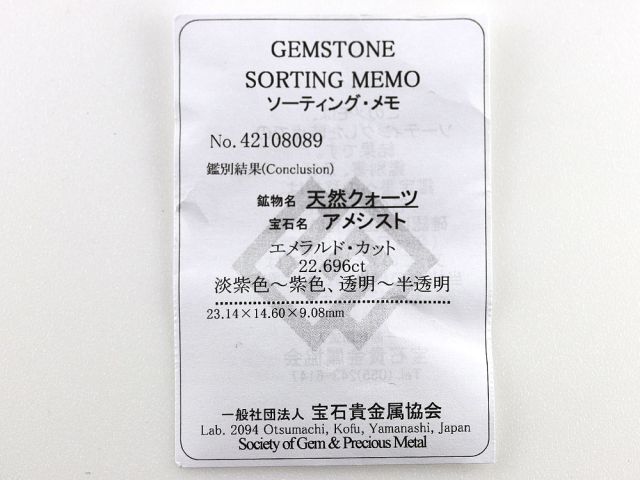 GEMSTONE
SORTING MEMO
ソーティング・メモ
No. 42108089
鑑別結果(Conclusion)
鉱物名 天然クォーツ
宝石名 アメシスト
エメラルド・カット
22.696ct
淡紫色～紫色、透明～半透明
23.14×14.60×9.08mm
一般社団法人 宝石貴金属協会
Lab. 2094 Otsumachi, Kofu, Yamanashi, Japan
Society of Gem & Precious Metal